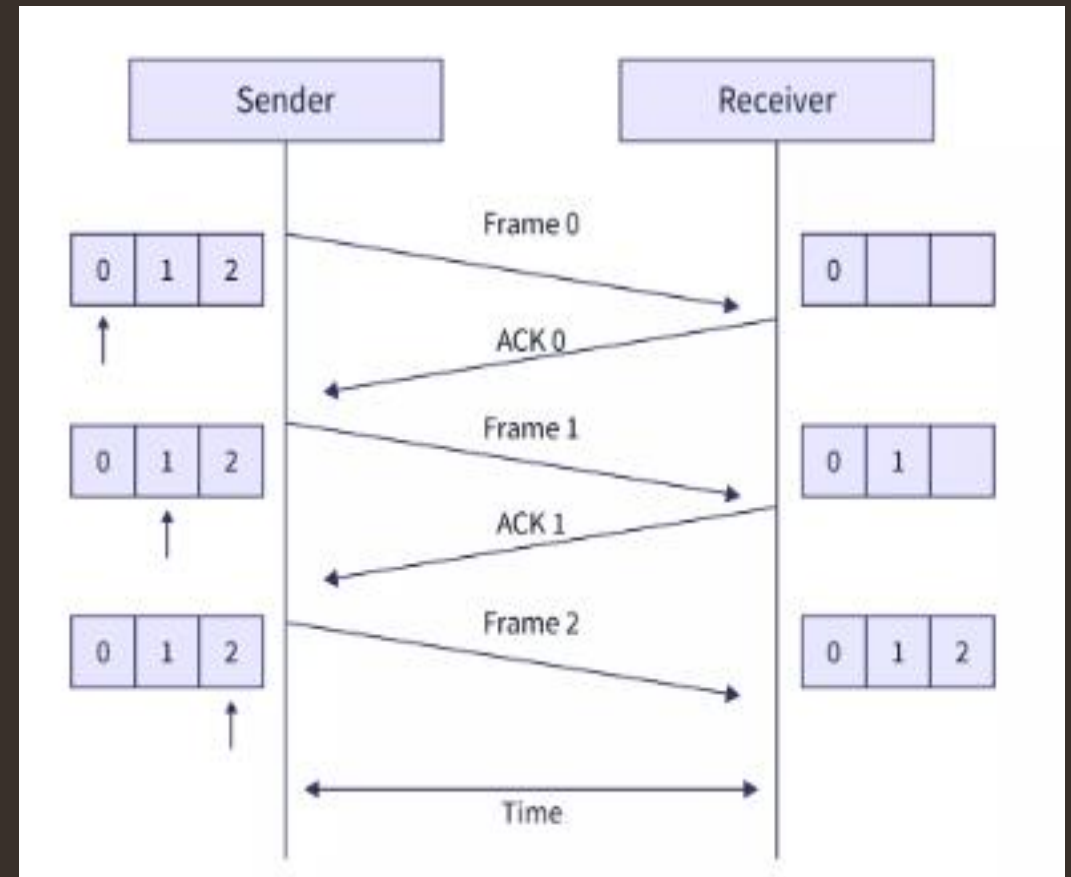 Sender
Receiver
Frame 0
0 1 2
0
ACK 0
Frame 1
0 1 2
0 1
ACK 1
Frame 2
0 1 2
0 1 2
Time